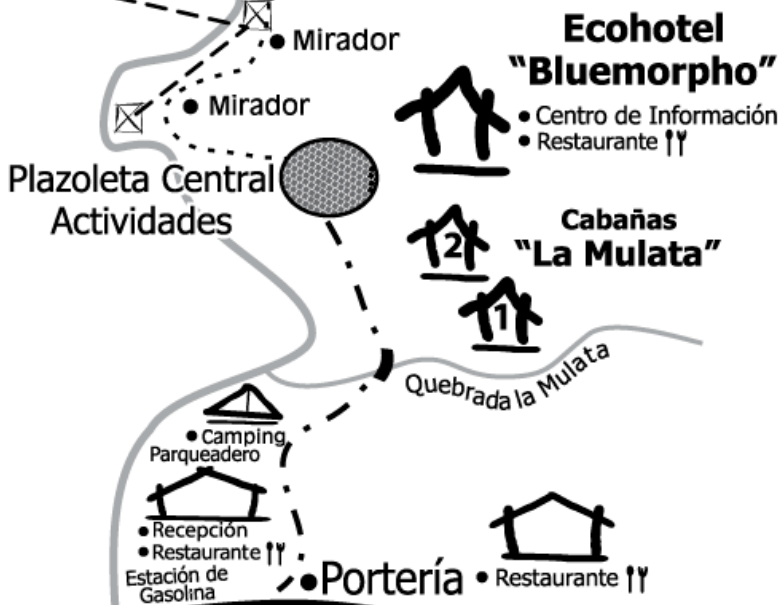 Ecohotel
"Bluemorpho"
• Mirador
• Mirador
• Centro de Información
• Restaurante
Plazoleta Central
Actividades
Cabañas
"La Mulata"
2
1
Quebrada la Mulata
• Camping
Parqueadero
• Recepción
• Restaurante
Estación de
Gasolina
• Portería
• Restaurante